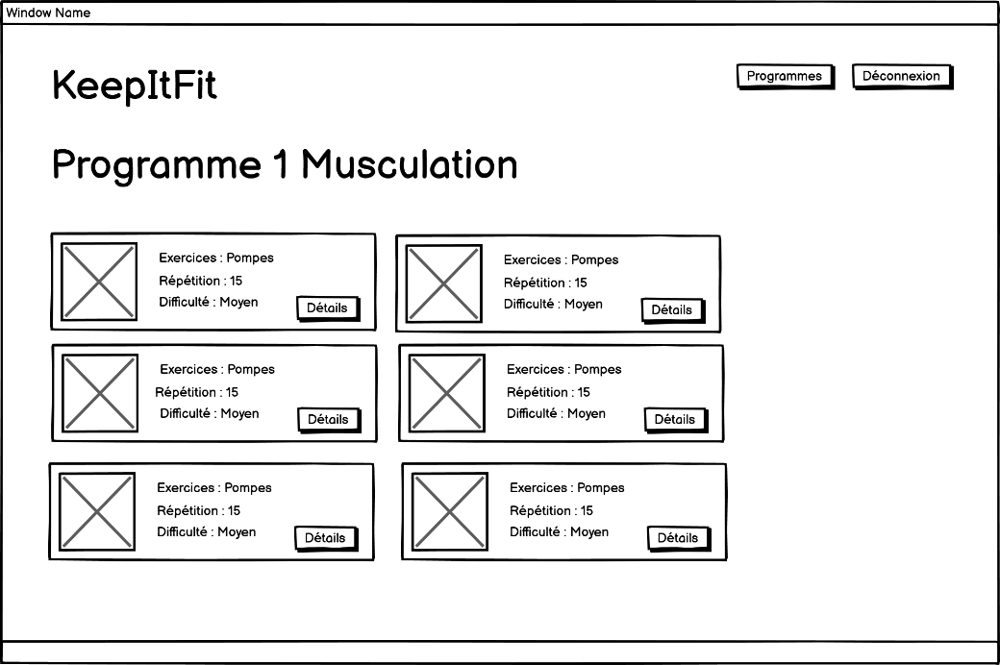 Window Name
KeepItFit
Programmes
Déconnexion
Programme 1 Musculation
Exercices : Pompes
Répétition : 15
Difficulté : Moyen
Détails
Exercices : Pompes
Répétition : 15
Difficulté : Moyen
Détails
Exercices : Pompes
Répétition : 15
Difficulté : Moyen
Détails
Exercices : Pompes
Répétition : 15
Difficulté : Moyen
Détails
Exercices : Pompes
Répétition : 15
Difficulté : Moyen
Détails
Exercices : Pompes
Répétition : 15
Difficulté : Moyen
Détails